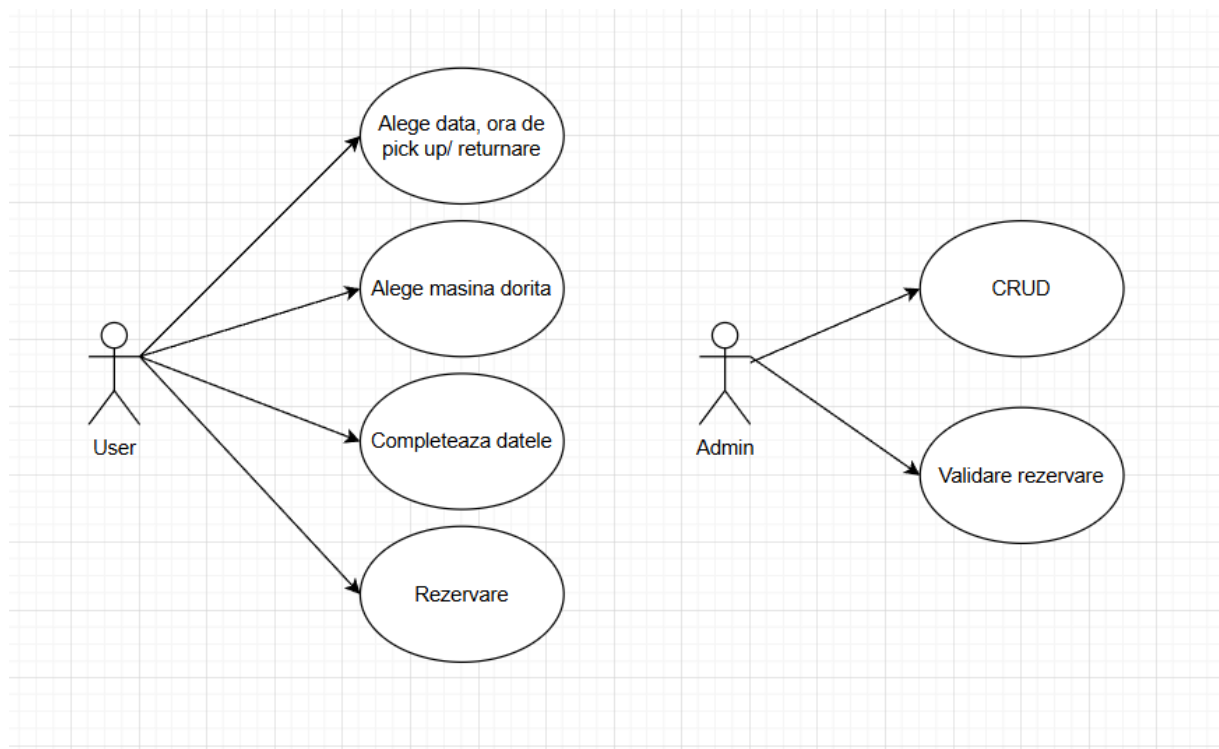 Alege data, ora de
pick up/ returnare
Alege masina dorita
User
Completeaza datele
Rezervare
CRUD
Admin
Validare rezervare